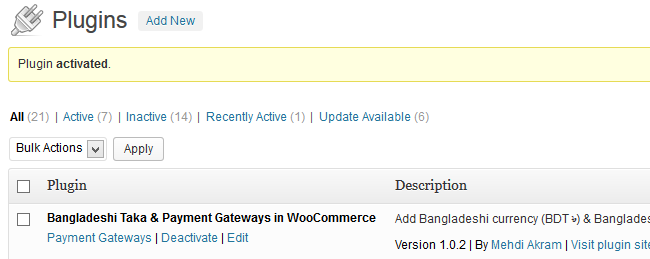 Plugins Add New
Plugin activated.
All (21) | Active (7) | Inactive (14) | Recently Active (1) | Update Available (6)
Bulk Actions Apply
Plugin Description
Bangladeshi Taka & Payment Gateways in WooCommerce Add Bangladeshi currency (BDT ৳) &
Payment Gateways | Deactivate | Edit Version 1.0.2 | By Mehdi Akram | Visit plugin site